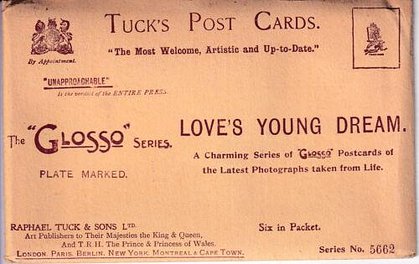 TUCK'S POST CARDS.
"The Most Welcome, Artistic and Up-to-Date."
By Appointment.
"UNAPPROACHABLE"
Is the verdict of the ENTIRE PRESS.
The "GLOSSO" SERIES.
PLATE MARKED.
LOVE'S YOUNG DREAM.
A Charming Series of "GLOSSO" Postcards of
the Latest Photographs taken from Life.
RAPHAEL TUCK & SONS LTD.
Art Publishers to Their Majesties the King & Queen,
And T.R.H. The Prince & Princess of Wales.
LONDON. PARIS. BERLIN. NEW YORK. MONTREAL & CAPE TOWN.
Six in Packet.
Series No. 5662